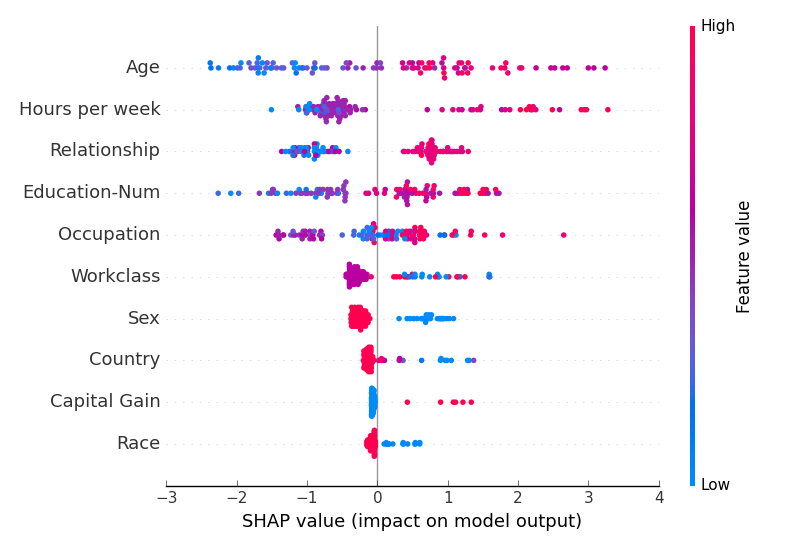 High
Age
Hours per week
Relationship
Education-Num
Occupation
Workclass
Sex
Country
Capital Gain
Race
Feature value
Low
−3 −2 −1 0 1 2 3 4
SHAP value (impact on model output)